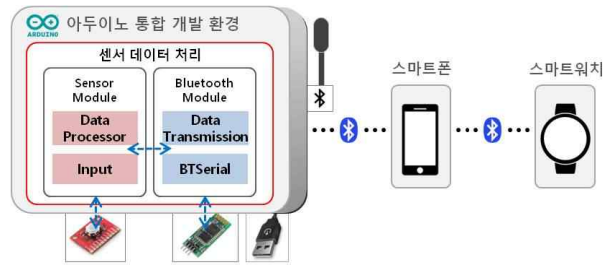 ARDUINO
아두이노 통합 개발 환경
센서 데이터 처리
Sensor
Module
Data
Processor
Input
Bluetooth
Module
Data
Transmission
BTSerial
스마트폰
스마트워치